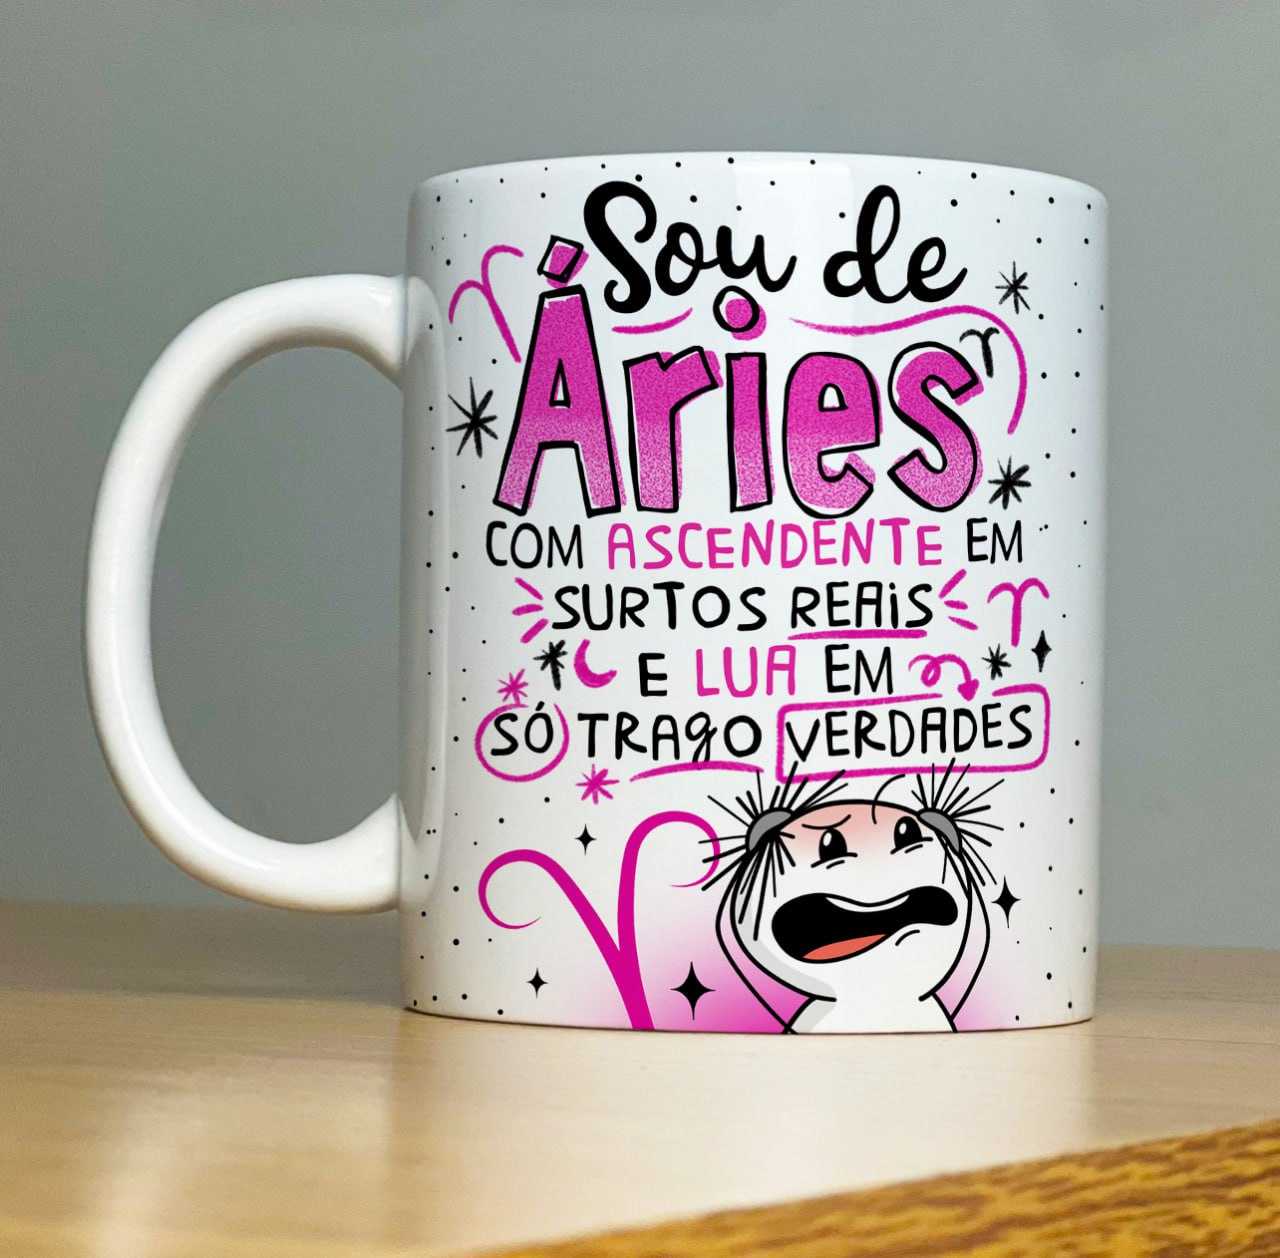 Sou de
Áries
COM ASCENDENTE EM
SURTOS REAiS
E LUA EM
SÓ TRAgO VERDADES